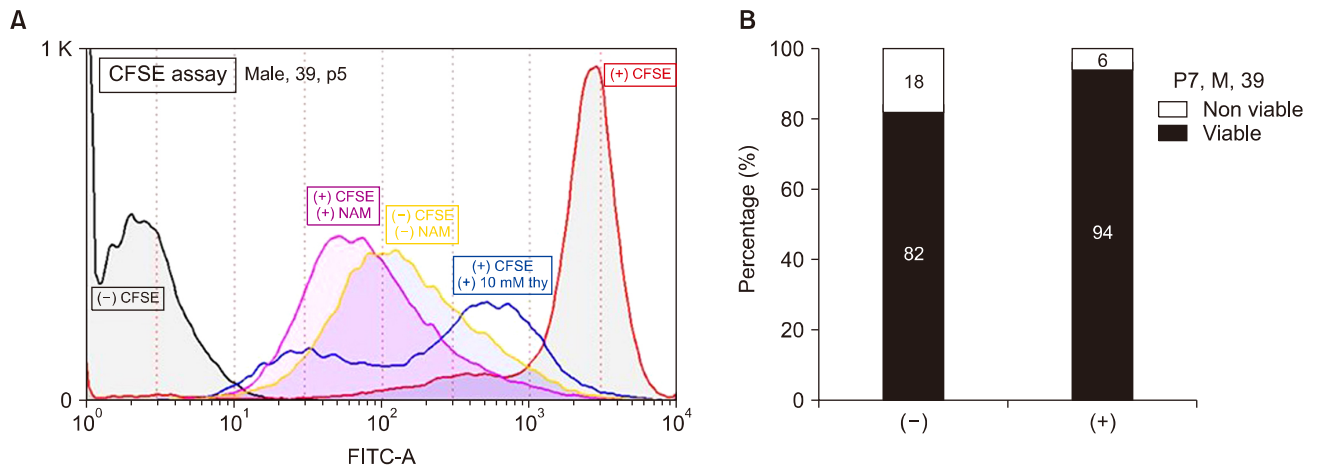 A
1 K
CFSE assay
Male, 39, p5
(+) CFSE
(+) CFSE
(+) NAM
(−) CFSE
(−) NAM
(+) CFSE
(+) 10 mM thy
(−) CFSE
0
10⁰
10¹
10²
10³
10⁴
FITC-A
B
Percentage (%)
100
80
60
40
20
0
18
82
6
94
(−)
(+)
P7, M, 39
Non viable
Viable